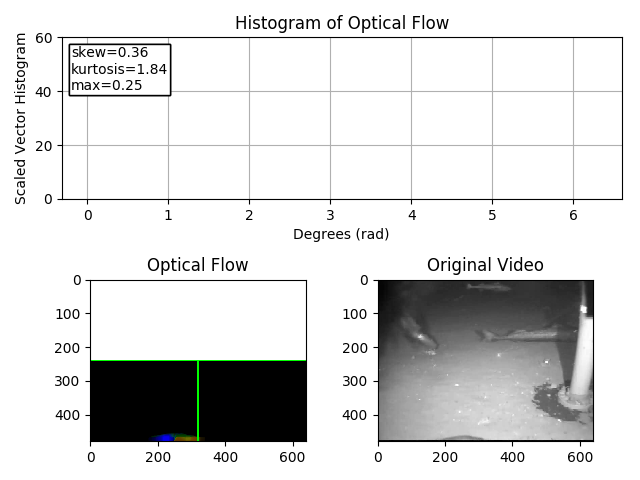 Histogram of Optical Flow
Scaled Vector Histogram
60
40
20
0
skew=0.36
kurtosis=1.84
max=0.25
0 1 2 3 4 5 6
Degrees (rad)
Optical Flow
0
100
200
300
400
0 200 400 600
Original Video
0
100
200
300
400
0 200 400 600